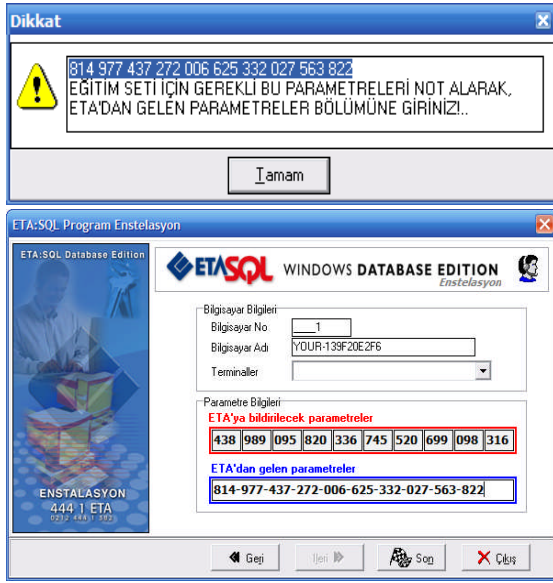 Dikkat
814 977 437 272 006 625 332 027 563 822
EĞİTİM SETİ İÇİN GEREKLİ BU PARAMETRELERİ NOT ALARAK,
ETA'DAN GELEN PARAMETRELER BÖLÜMÜNE GİRİNİZ!..
Tamam
ETA:SQL Program Enstelasyon
ETA:SQL Database Edition
ETASQL WINDOWS DATABASE EDITION
Enstelasyon
Bilgisayar Bilgileri
Bilgisayar No ___1
Bilgisayar Adı YOUR-139F20E2F6
Terminaller
Parametre Bilgileri
ETA'ya bildirilecek parametreler
438 989 095 820 336 745 520 699 098 316
ETA'dan gelen parametreler
814-977-437-272-006-625-332-027-563-822
ENSTALASYON
444 1 ETA
Geri İleri Son Çıkış